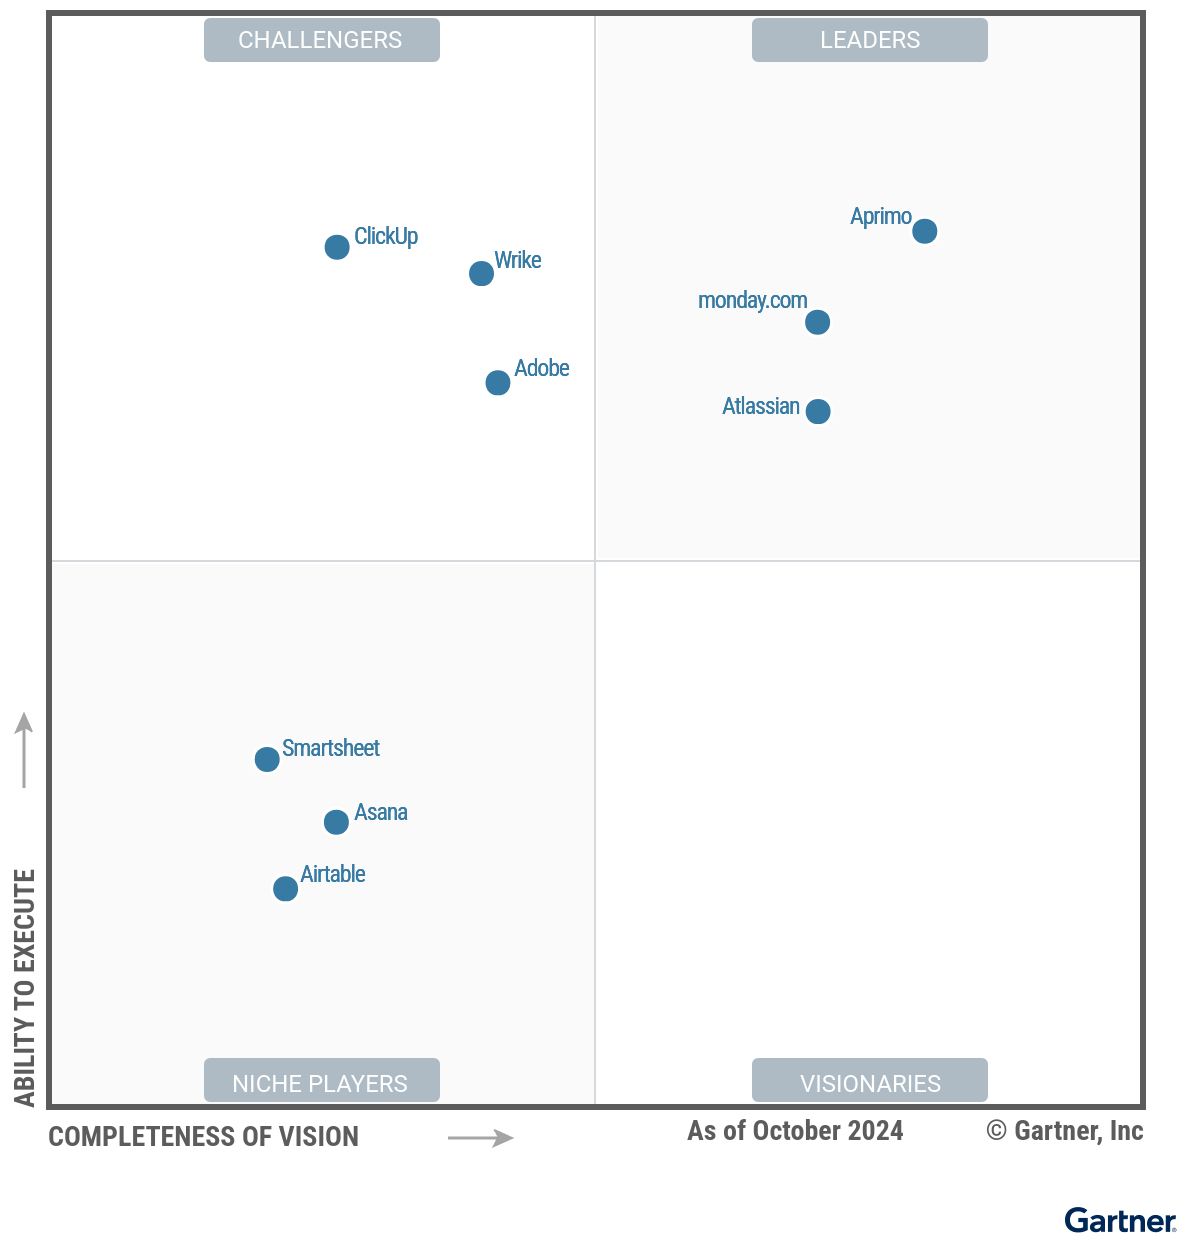 CHALLENGERS
LEADERS
Aprimo
ClickUp
Wrike
monday.com
Adobe
Atlassian
Smartsheet
Asana
Airtable
ABILITY TO EXECUTE
NICHE PLAYERS
VISIONARIES
COMPLETENESS OF VISION
As of October 2024
© Gartner, Inc
Gartner®